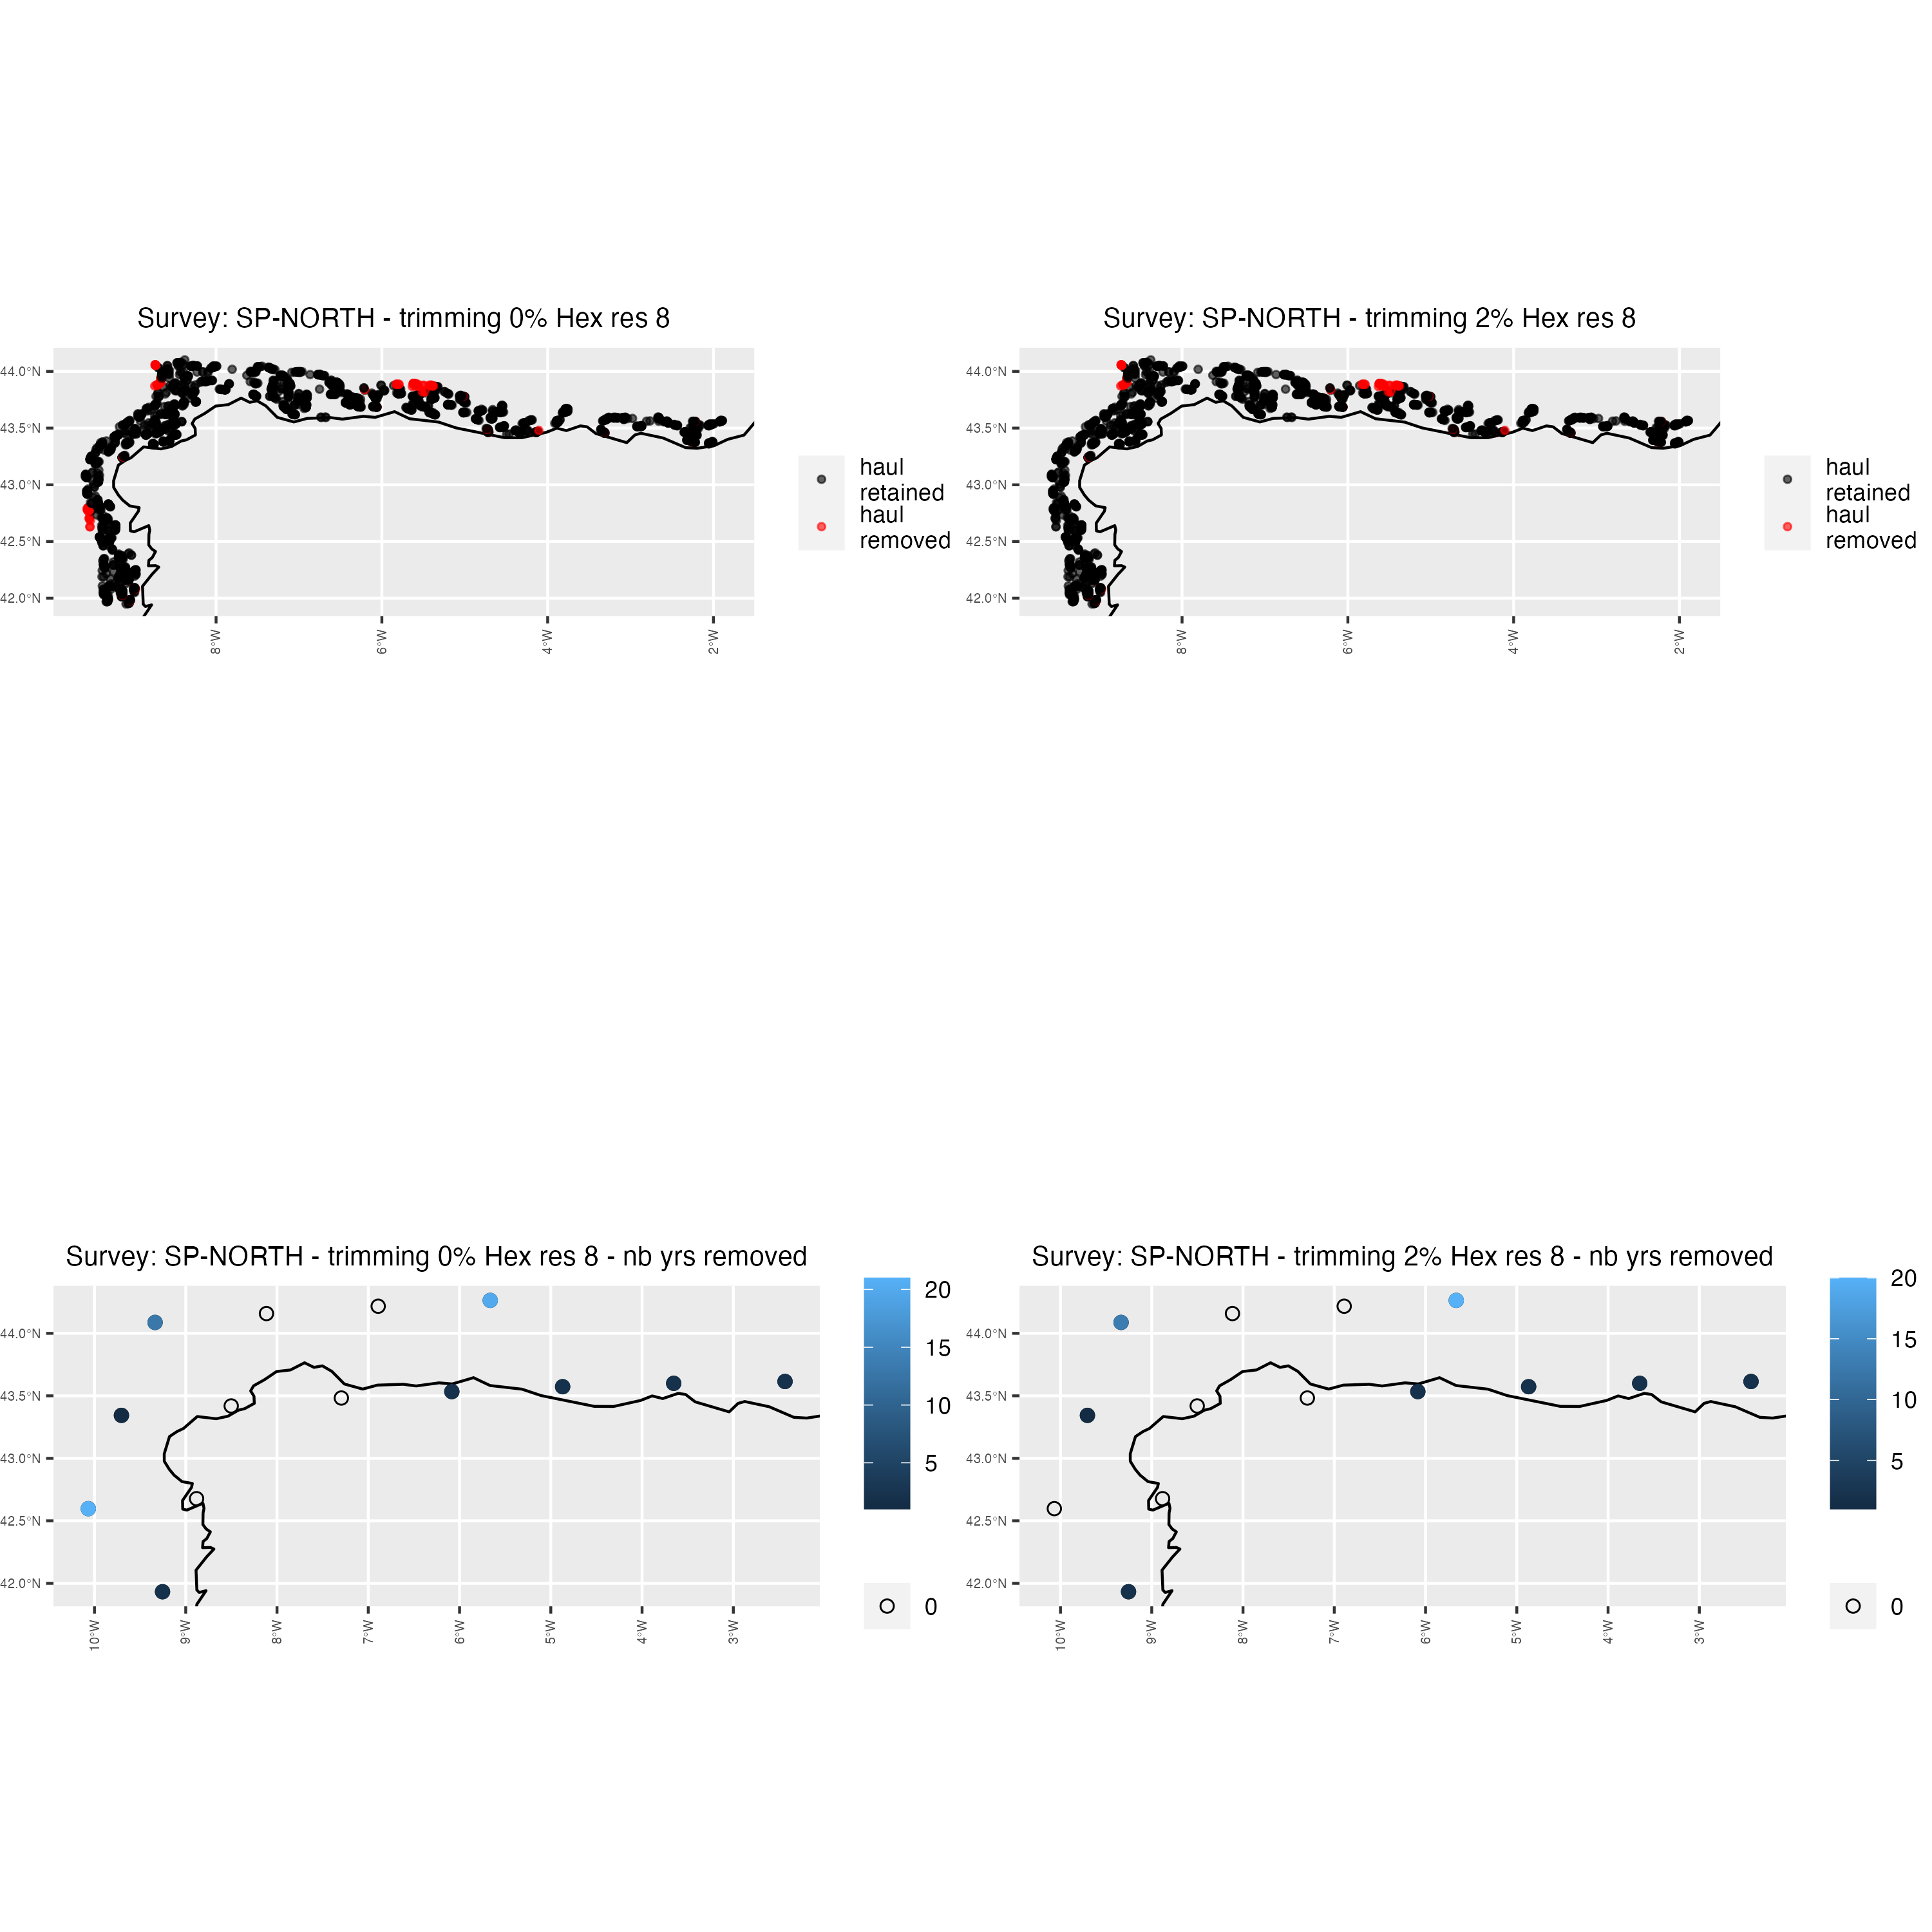 Survey: SP-NORTH - trimming 0% Hex res 8
44.0°N
43.5°N
43.0°N
42.5°N
42.0°N
8°W
6°W
4°W
2°W
haul
retained
haul
removed
Survey: SP-NORTH - trimming 2% Hex res 8
44.0°N
43.5°N
43.0°N
42.5°N
42.0°N
8°W
6°W
4°W
2°W
haul
retained
haul
removed
Survey: SP-NORTH - trimming 0% Hex res 8 - nb yrs removed
44.0°N
43.5°N
43.0°N
42.5°N
42.0°N
10°W
9°W
8°W
7°W
6°W
5°W
4°W
3°W
20
15
10
5
0
Survey: SP-NORTH - trimming 2% Hex res 8 - nb yrs removed
44.0°N
43.5°N
43.0°N
42.5°N
42.0°N
10°W
9°W
8°W
7°W
6°W
5°W
4°W
3°W
20
15
10
5
0